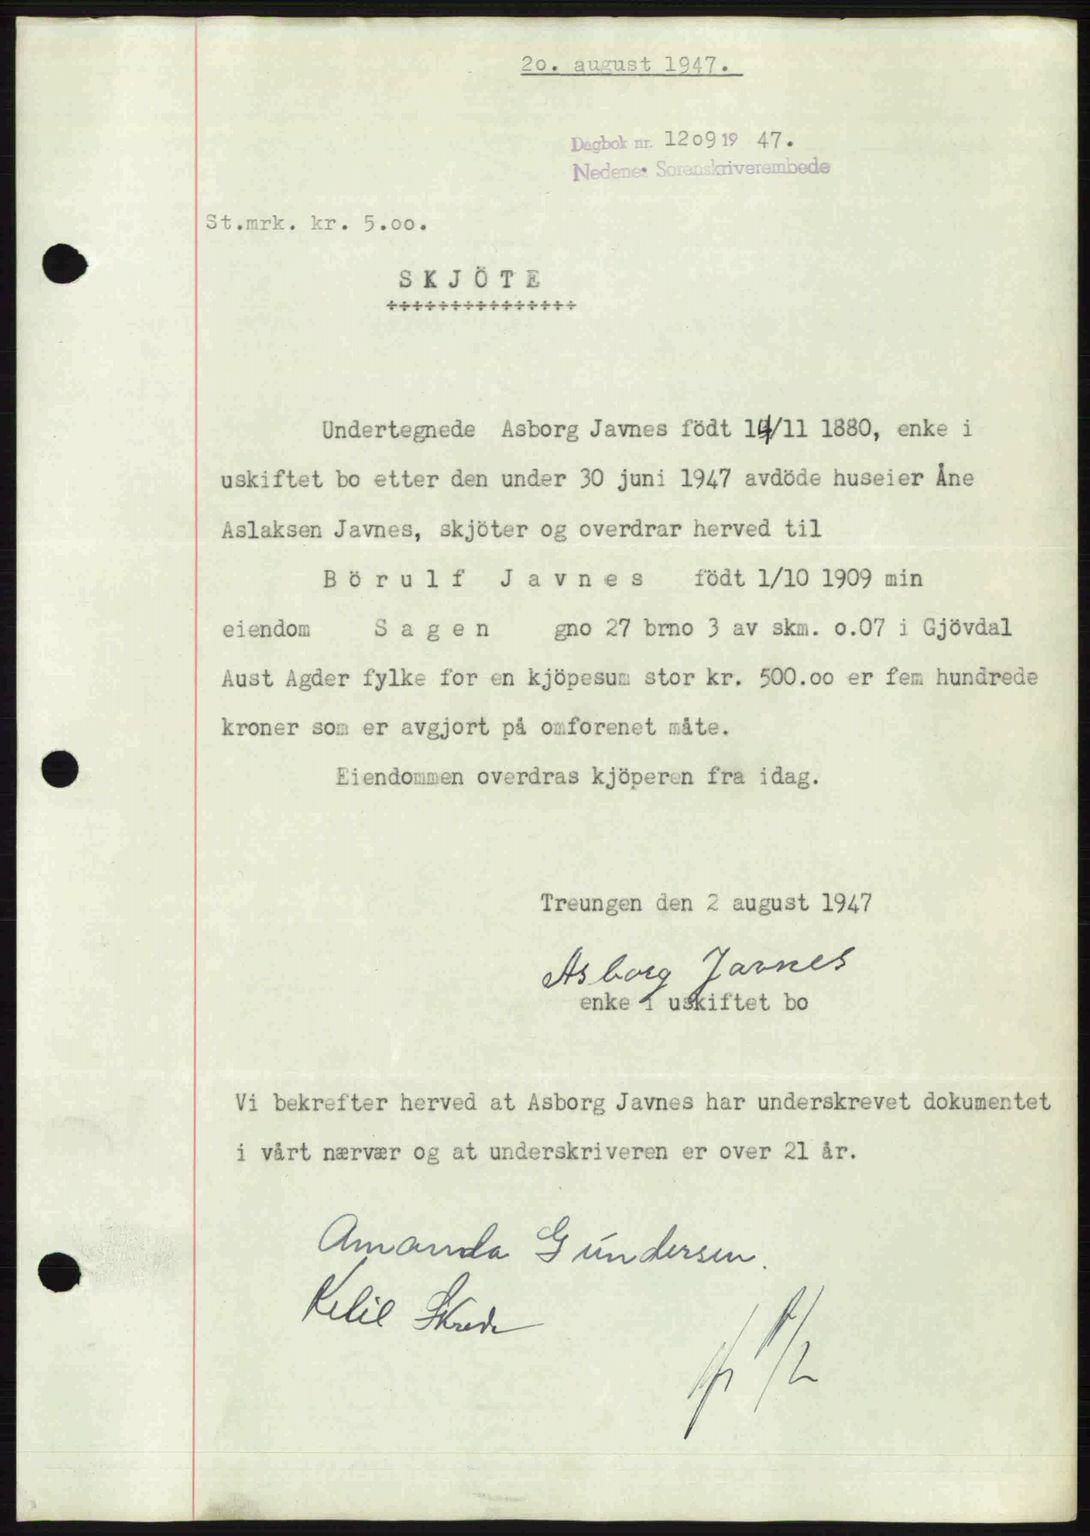 20. august 1947.
Dagbok nr. 1209 19 47.
Nedenes Sorenskriverembede
St.mrk. kr. 5.oo.
S K J Ö T E
÷÷÷÷÷÷÷÷÷÷÷÷÷÷÷
Undertegnede Asborg Javnes födt 14/11 1880, enke i
uskiftet bo etter den under 30 juni 1947 avdöde huseier Åne
Aslaksen Javnes, skjöter og overdrar herved til
B ö r u l f J a v n e s födt 1/10 1909 min
eiendom S a g e n gno 27 brno 3 av skm. o.07 i Gjövdal
Aust Agder fylke for en kjöpesum stor kr. 500.oo er fem hundrede
kroner som er avgjort på omforenet måte.
Eiendommen overdras kjöperen fra idag.
Treungen den 2 august 1947
Asborg Javnes
enke i uskiftet bo
Vi bekrefter herved at Asborg Javnes har underskrevet dokumentet
i vårt nærvær og at underskriveren er over 21 år.
Amanda Gundersen.
Ketil Skrede